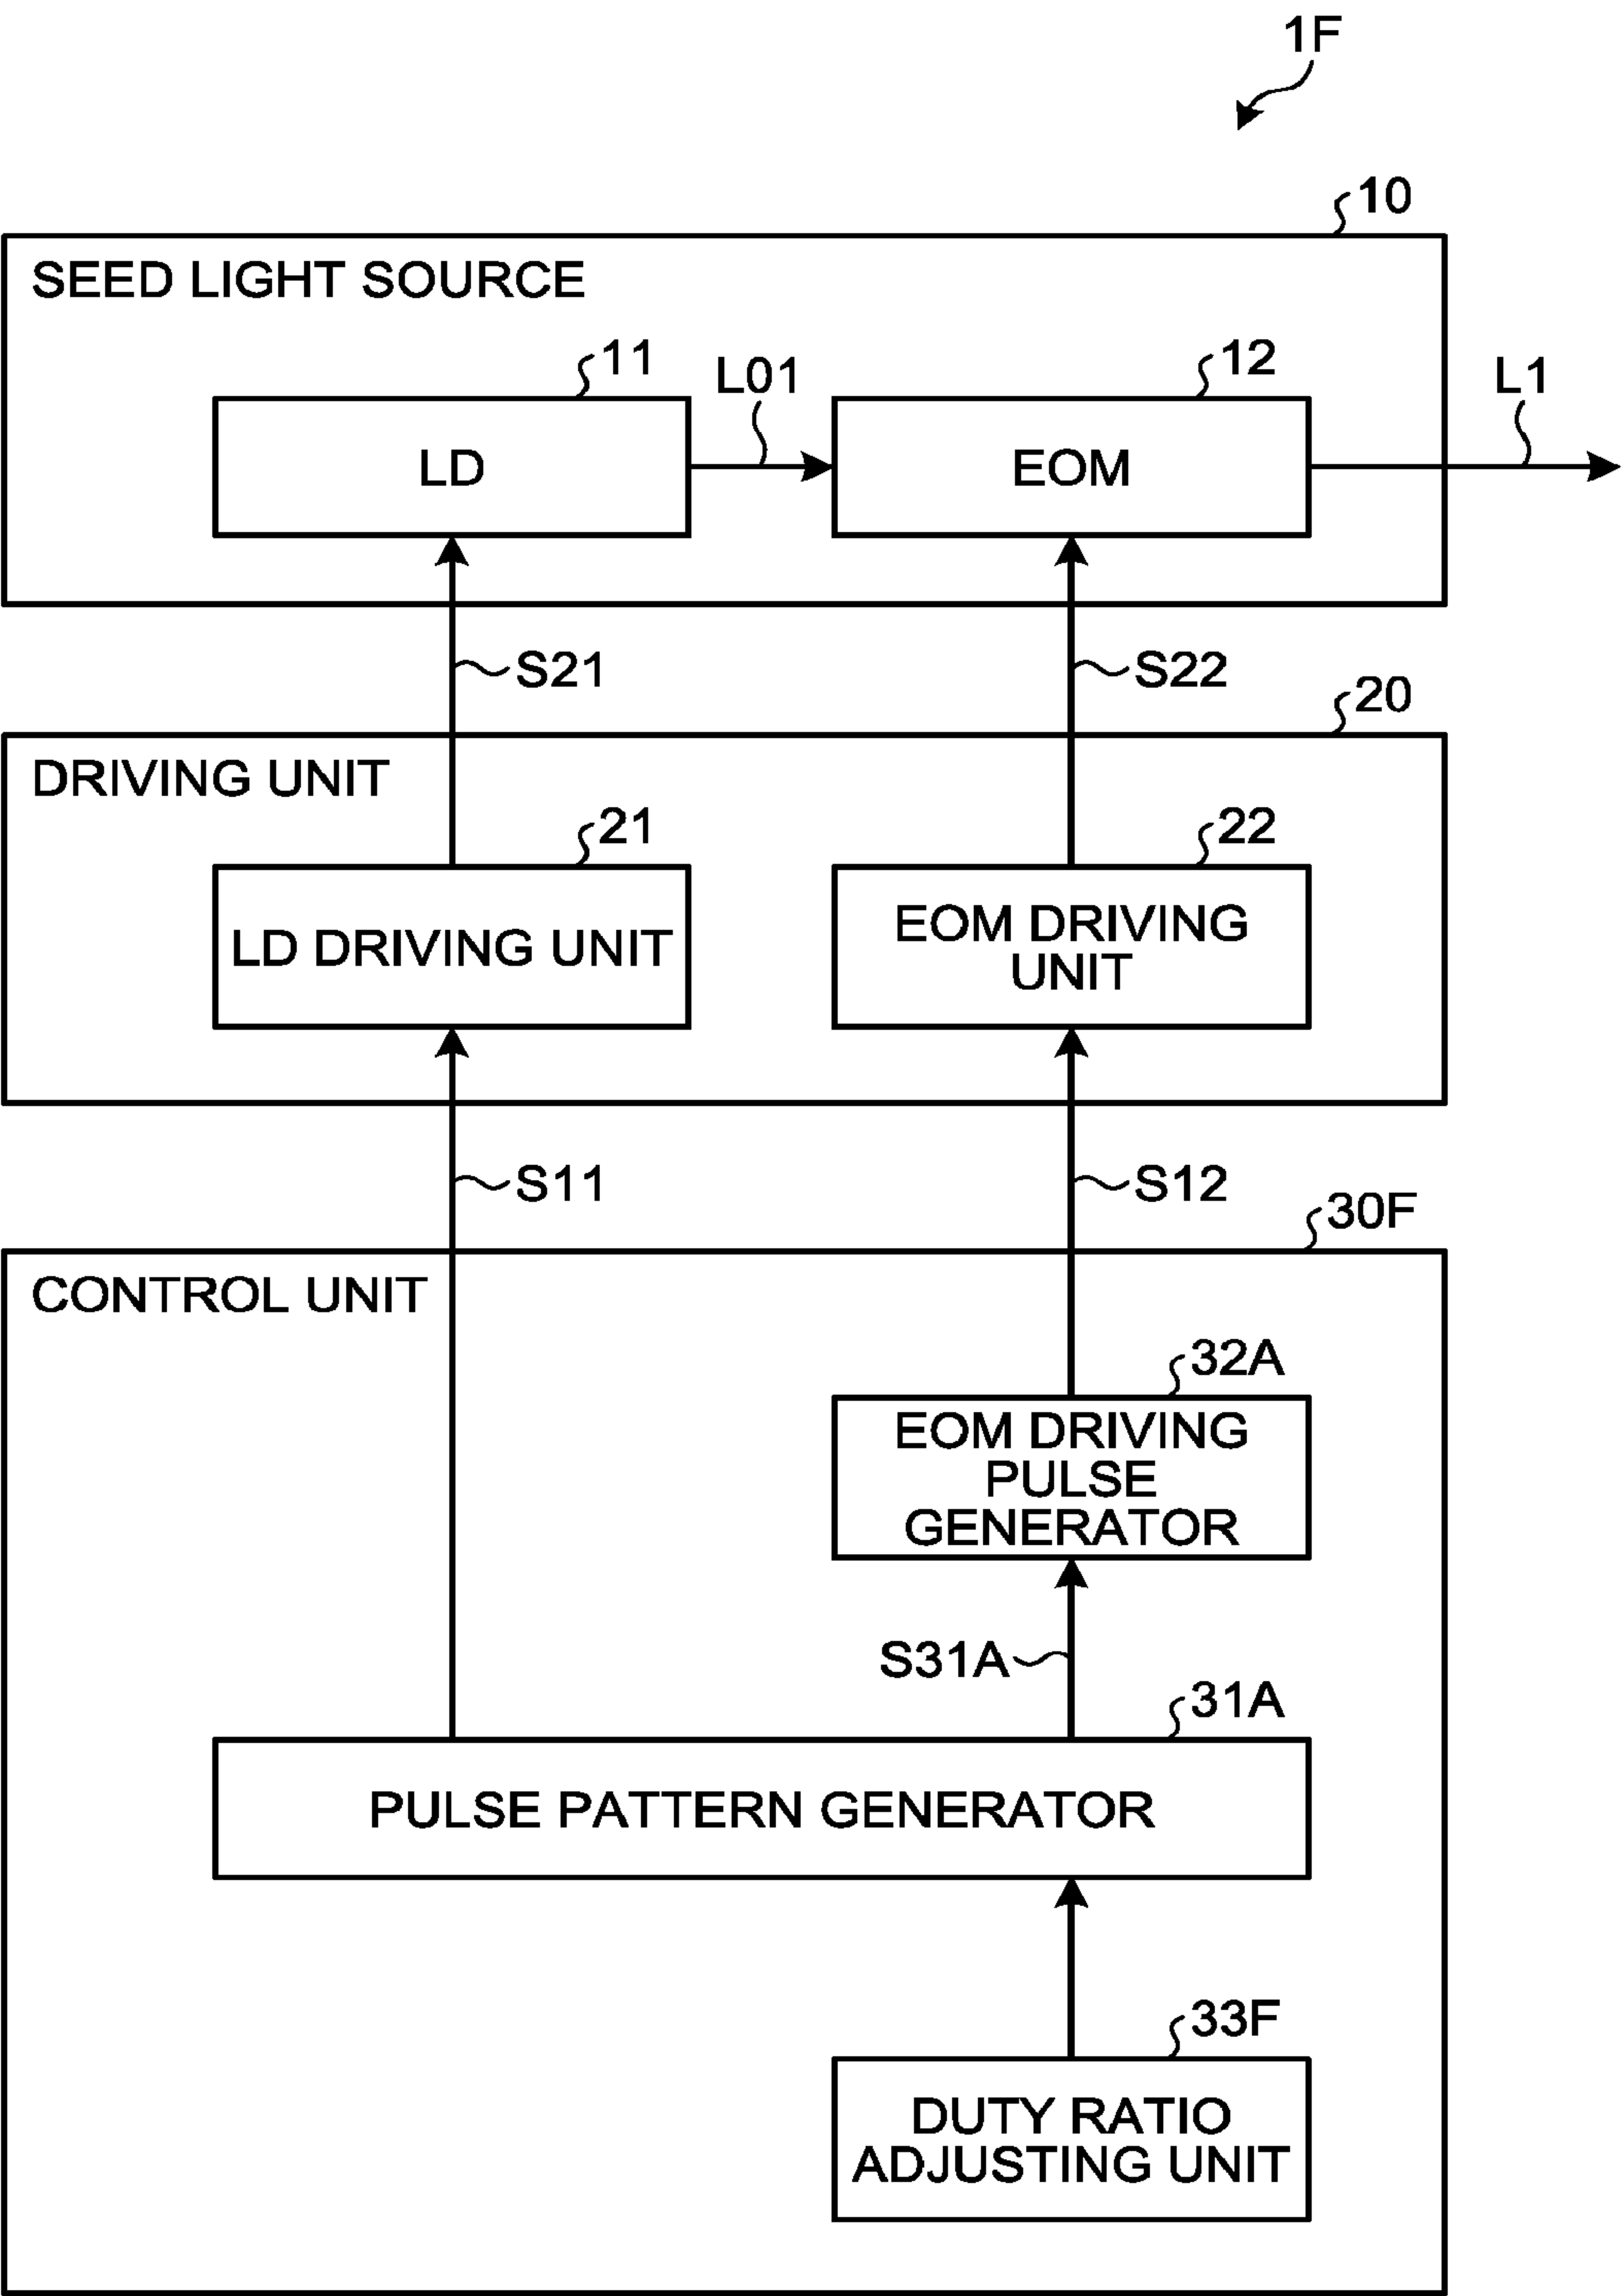 1F
10
SEED LIGHT SOURCE
11
L01
12
L1
LD
EOM
S21
S22
20
DRIVING UNIT
21
22
LD DRIVING UNIT
EOM DRIVING
UNIT
S11
S12
30F
CONTROL UNIT
32A
EOM DRIVING
PULSE
GENERATOR
S31A
31A
PULSE PATTERN GENERATOR
33F
DUTY RATIO
ADJUSTING UNIT